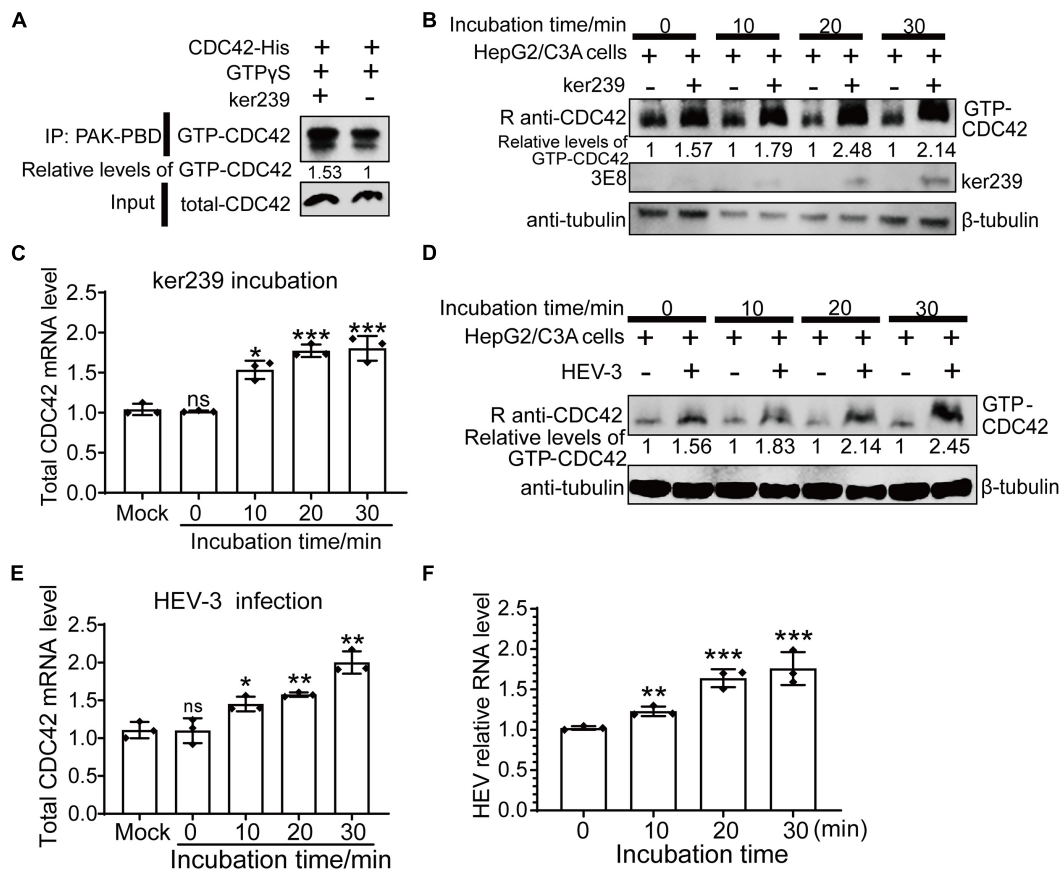 A
CDC42-His + +
GTPγS + +
ker239 + -
IP: PAK-PBD GTP-CDC42
Relative levels of GTP-CDC42 1.53 1
Input total-CDC42
B
Incubation time/min 0 10 20 30
HepG2/C3A cells + + + + + + + +
ker239 - + - + - + - +
R anti-CDC42 GTP-CDC42
Relative levels of GTP-CDC42 1 1.57 1 1.79 1 2.48 1 2.14
3E8 ker239
anti-tubulin β-tubulin
C
ker239 incubation
Total CDC42 mRNA level
2.5
2.0
1.5
1.0
0.5
0.0
ns * *** ***
Mock 0 10 20 30
Incubation time/min
D
Incubation time/min 0 10 20 30
HepG2/C3A cells + + + + + + + +
HEV-3 - + - + - + - +
R anti-CDC42 GTP-CDC42
Relative levels of GTP-CDC42 1 1.56 1 1.83 1 2.14 1 2.45
anti-tubulin β-tubulin
E
HEV-3 infection
Total CDC42 mRNA level
2.5
2.0
1.5
1.0
0.5
0.0
ns * ** **
Mock 0 10 20 30
Incubation time/min
F
HEV relative RNA level
2.5
2.0
1.5
1.0
0.5
0.0
** *** ***
0 10 20 30 (min)
Incubation time